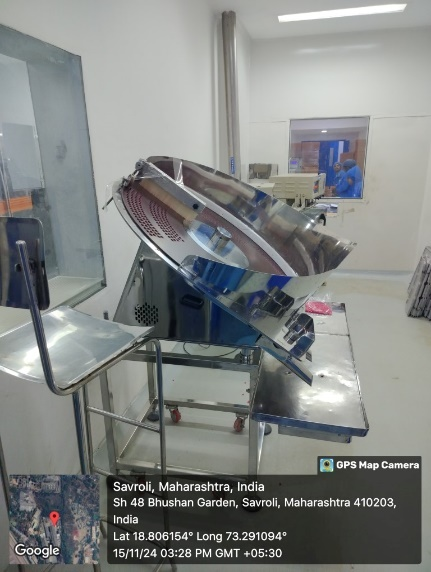 GPS Map Camera
Savroli, Maharashtra, India
Sh 48 Bhushan Garden, Savroli, Maharashtra 410203,
India
Lat 18.806154° Long 73.291094°
15/11/24 03:28 PM GMT +05:30
Google